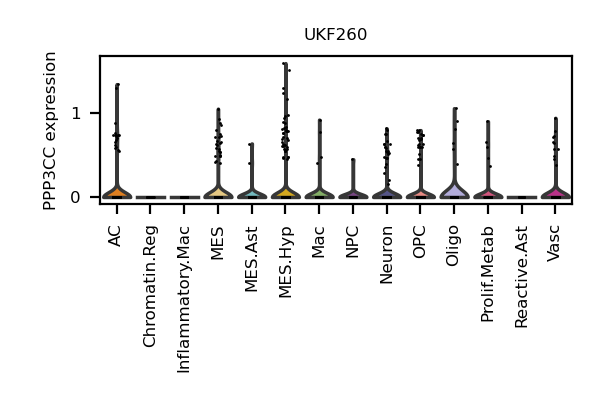 UKF260
PPP3CC expression
1
0
AC
Chromatin.Reg
Inflammatory.Mac
MES
MES.Ast
MES.Hyp
Mac
NPC
Neuron
OPC
Oligo
Prolif.Metab
Reactive.Ast
Vasc